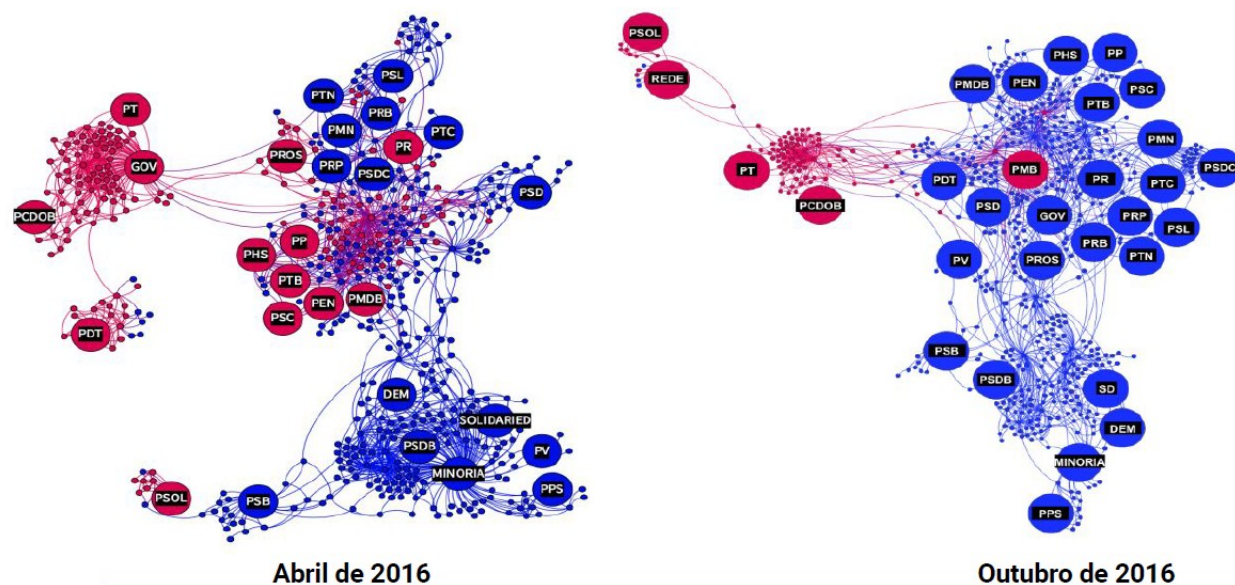 PSL
PTN
PRB
PT
PMN
PTC
PR
PROS
GOV
PRP
PSDC
PSD
PCDOB
PP
PHS
PTB
PEN
PMDB
PSC
PDT
DEM
SOLIDARIED
PSDB
PV
MINORIA
PPS
PSOL
PSB
Abril de 2016
PSOL
REDE
PHS
PP
PMDB
PEN
PSC
PTB
PMN
PSDC
PT
PDT
PMB
PR
PTC
PCDOB
PSD
GOV
PRP
PSL
PRB
PTN
PV
PROS
PSB
PSDB
SD
DEM
MINORIA
PPS
Outubro de 2016